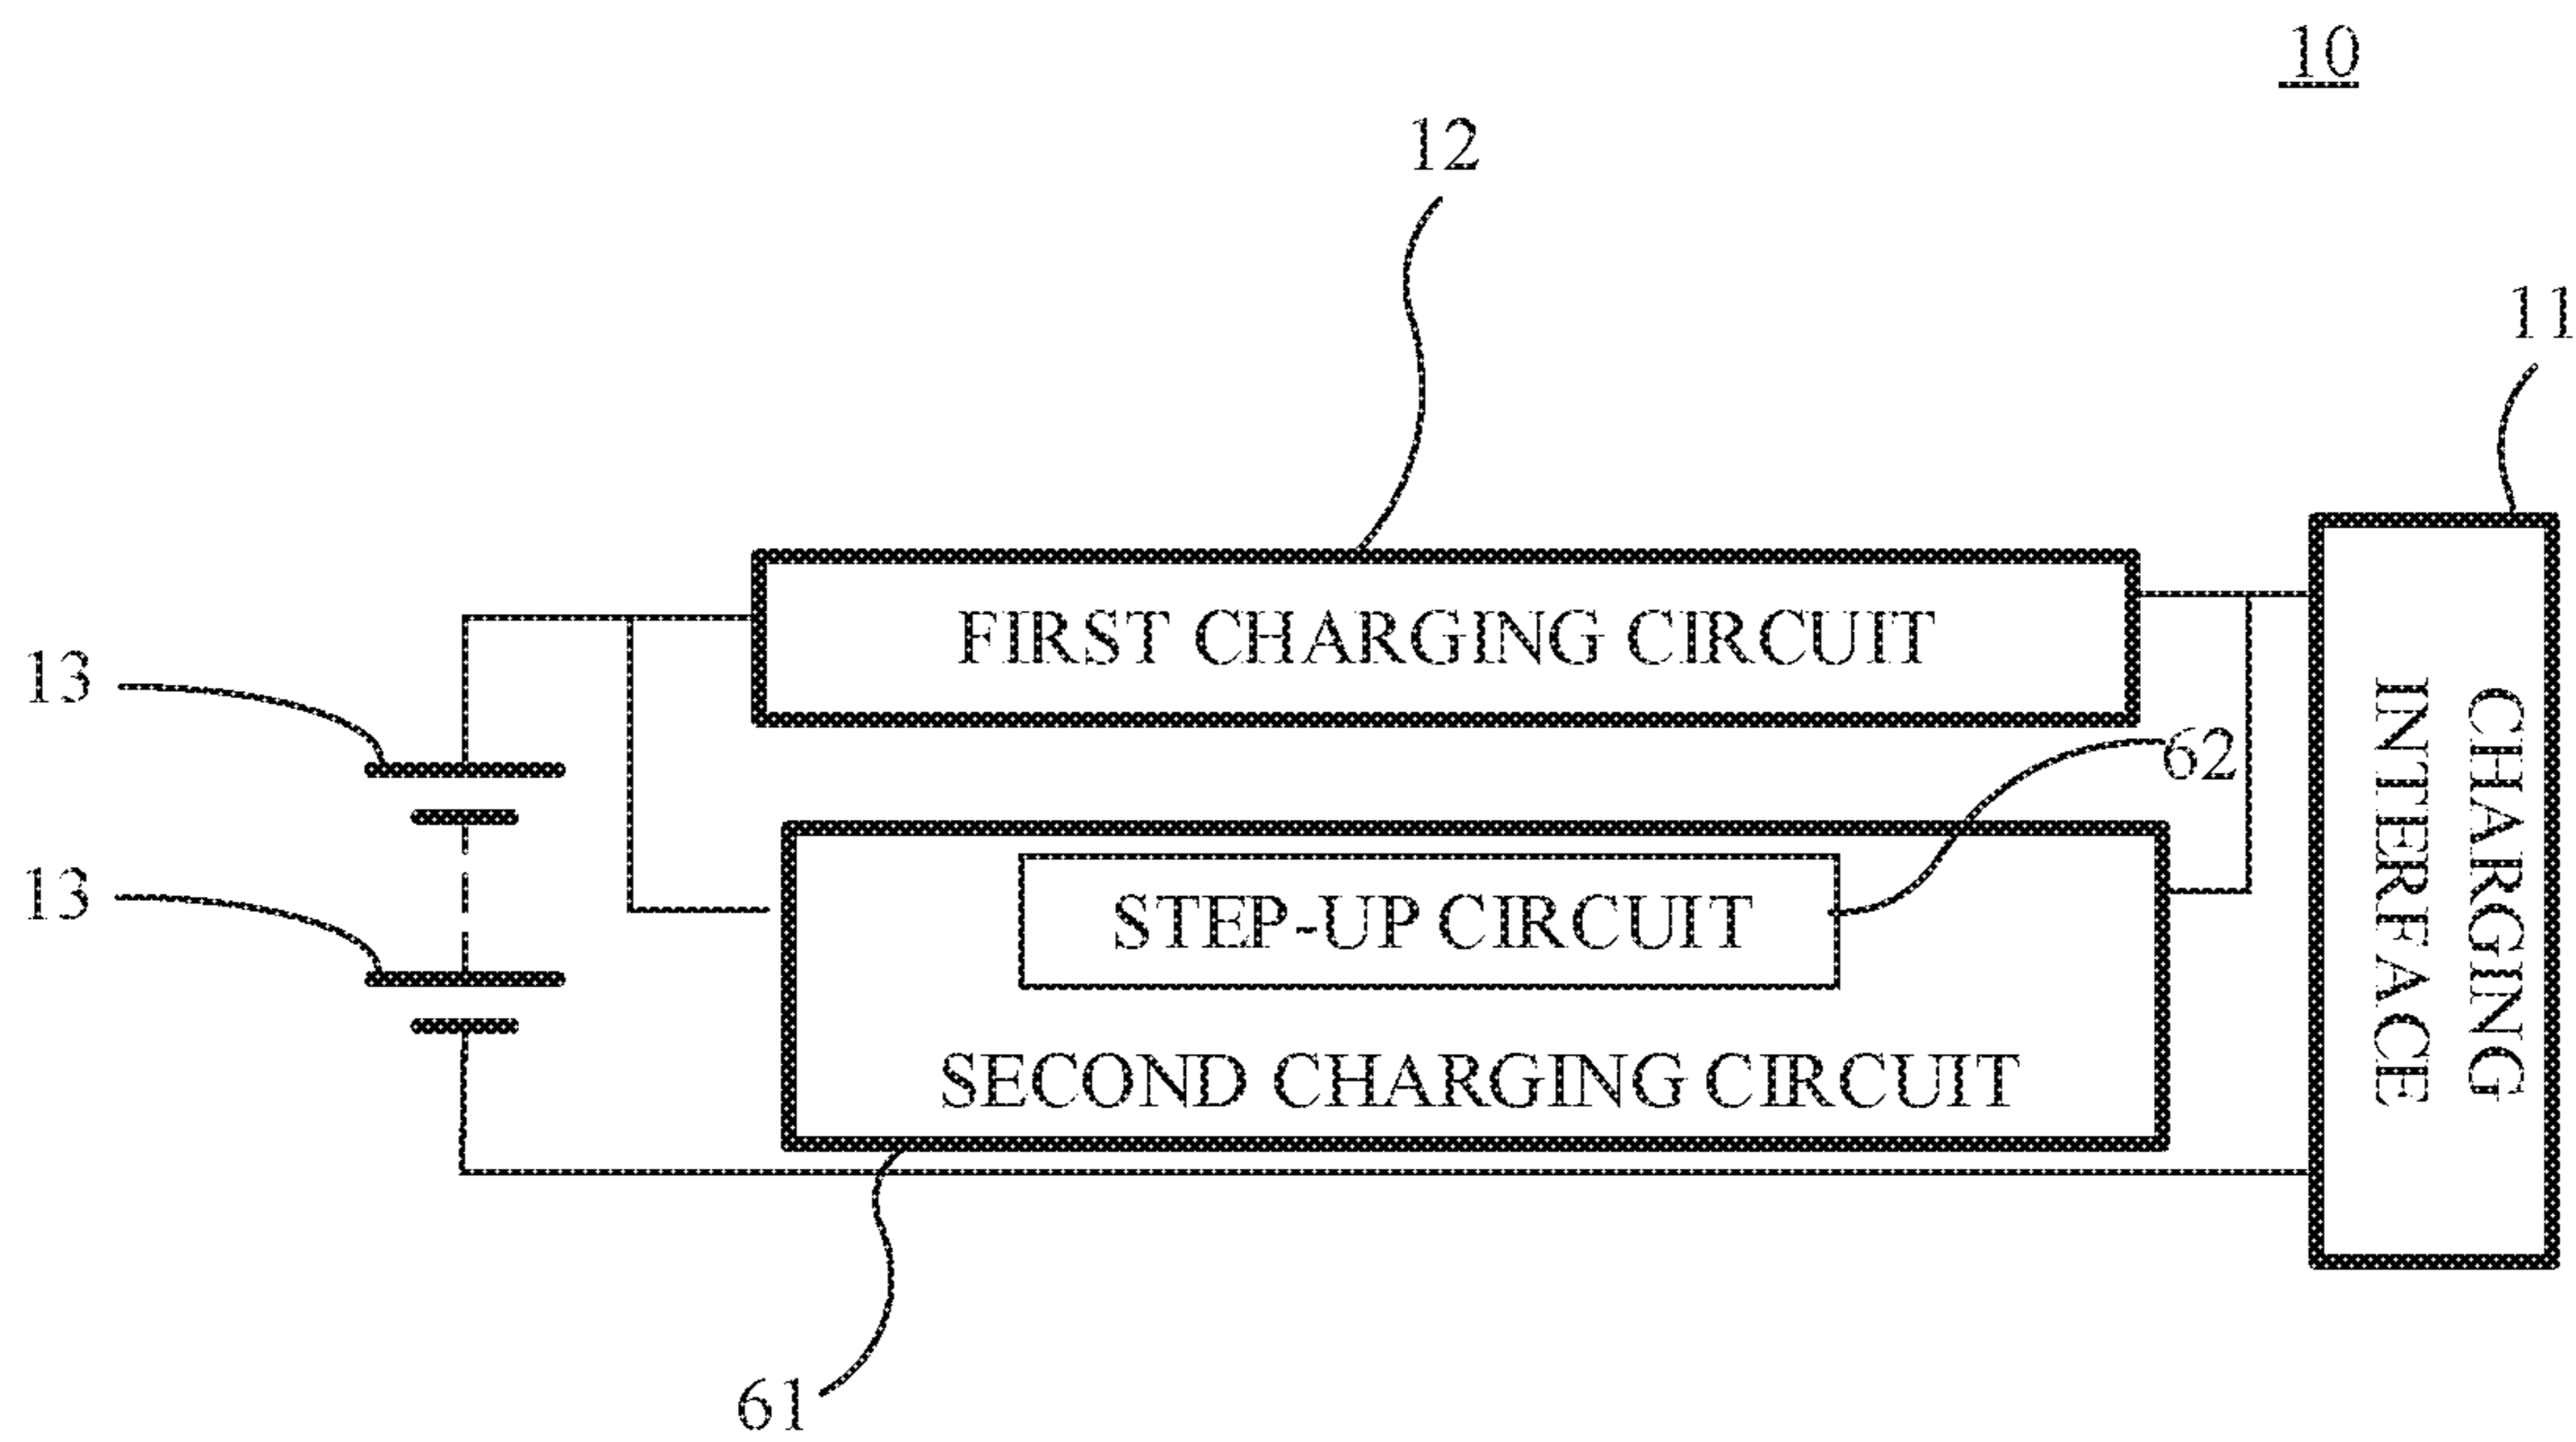 10
12
11
FIRST CHARGING CIRCUIT
13
62
13
STEP-UP CIRCUIT
SECOND CHARGING CIRCUIT
CHARGING
INTERFACE
61